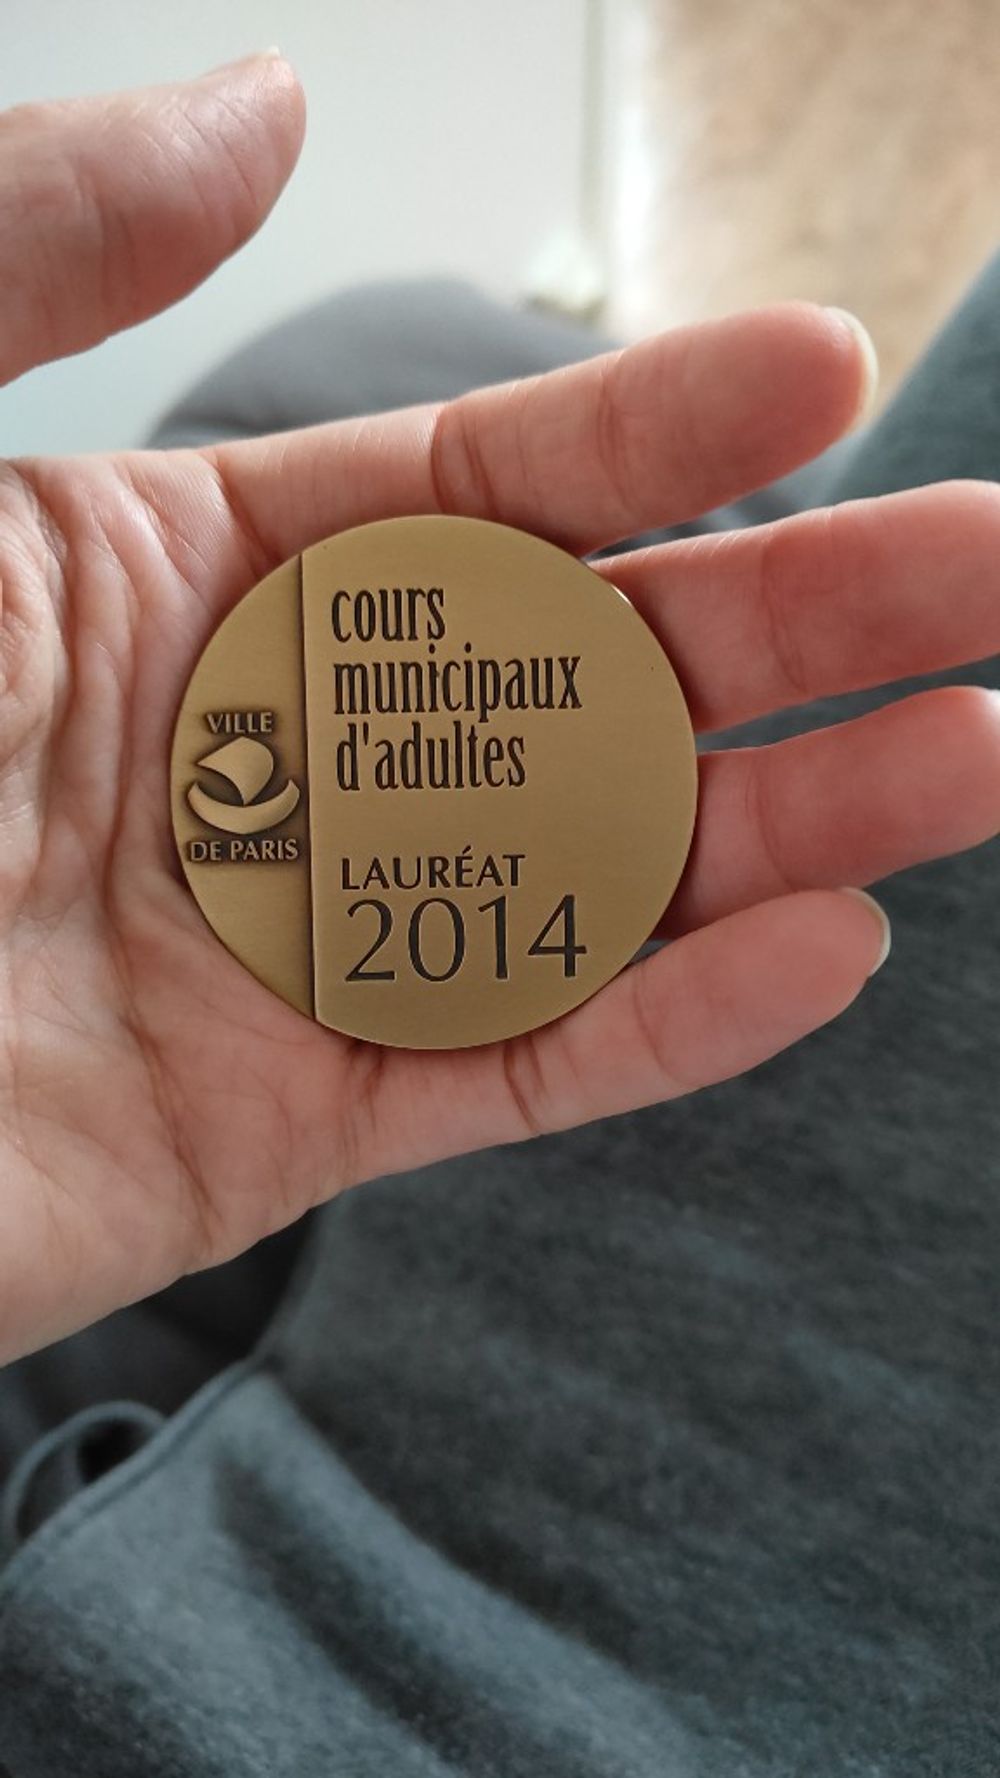 VILLE
DE PARIS
cours
municipaux
d'adultes
LAURÉAT
2014